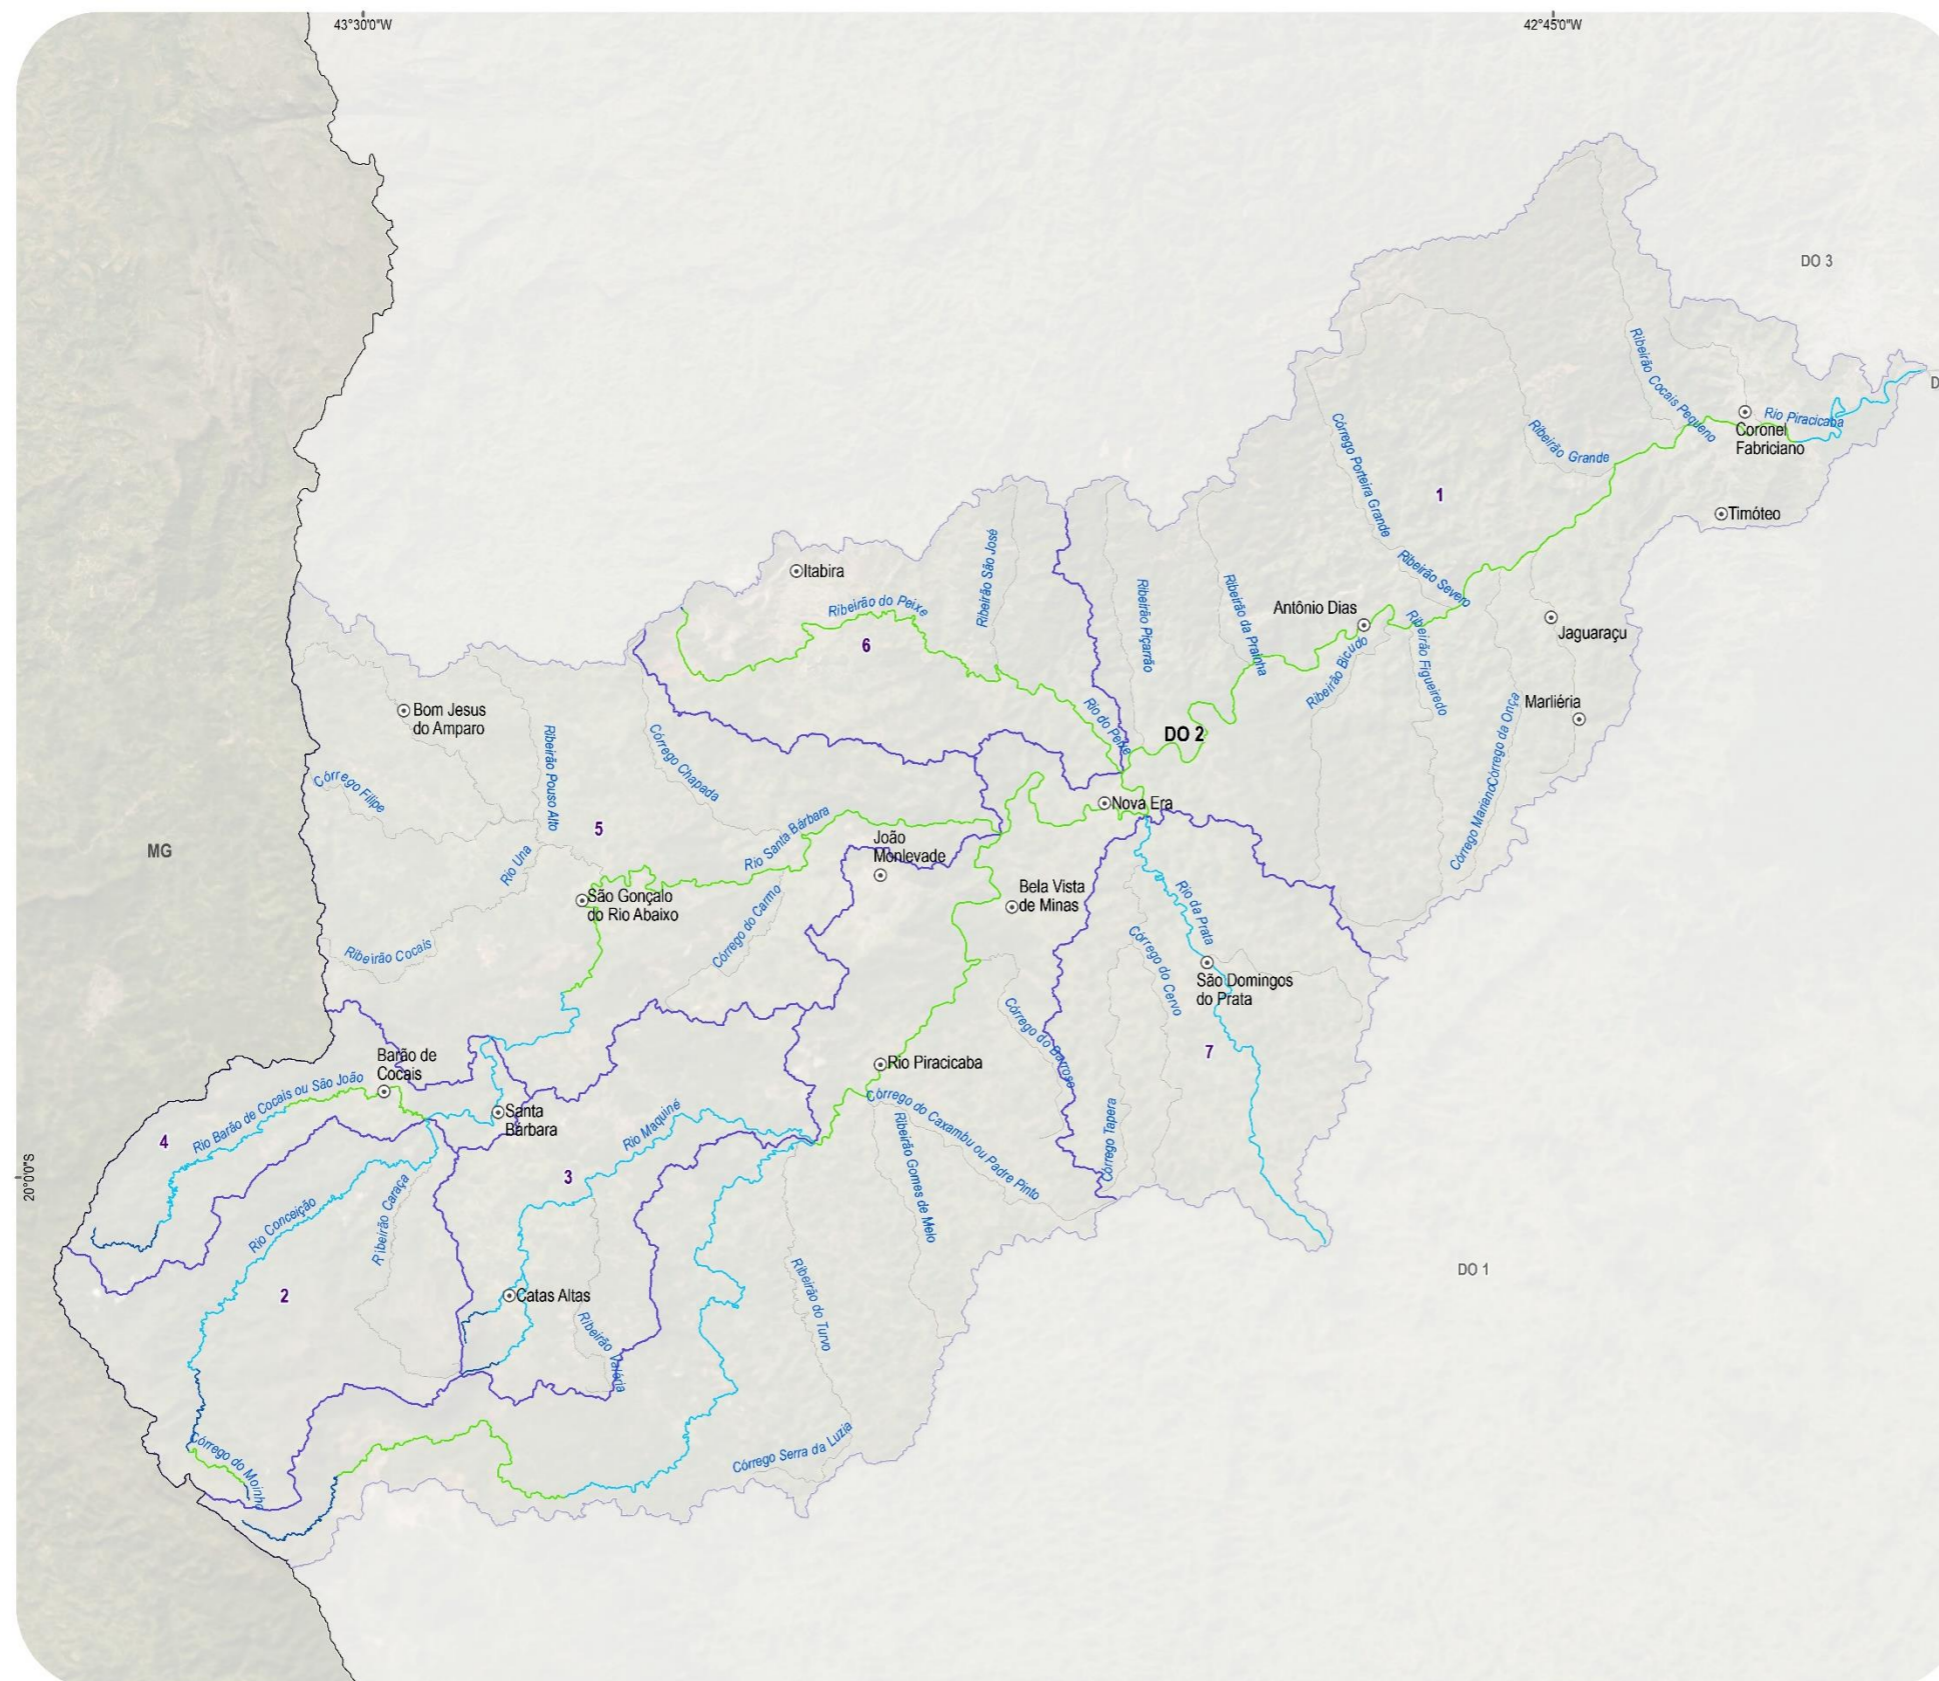 43°30'0"W
42°45'0"W
DO 3
D
Ribeirão Cocais Pequeno
Rio Piracicaba
Coronel
Fabriciano
Córrego Porteira Grande
Ribeirão Grande
1
Timóteo
Ribeirão São José
Itabira
Ribeirão do Peixe
6
Ribeirão Piçarrão
Ribeirão da Prainha
Ribeirão Severo
Antônio Dias
Ribeirão Bicudo
Ribeirão Figueiredo
Jaguaraçu
Marliéria
Córrego da Onça
Córrego Mariano
Bom Jesus
do Amparo
Ribeirão Pouso Alto
Córrego Chapada
Rio do Peixe
DO 2
Córrego Filipe
Nova Era
5
Rio Santa Bárbara
João
Monlevade
MG
Rio Una
São Gonçalo
do Rio Abaixo
Bela Vista
de Minas
Rio da Prata
Córrego do Carmo
Ribeirão Cocais
Córrego do Cervo
São Domingos
do Prata
Córrego do Barroso
7
Barão de
Cocais
Rio Piracicaba
Rio Barão de Cocais ou São João
Santa
Bárbara
Rio Maquiné
Córrego do Caxambu ou Padre Pinto
Ribeirão Gomes de Melo
Córrego Tapera
4
20°0'0"S
3
Rio Conceição
Ribeirão Caraça
DO 1
2
Catas Altas
Ribeirão do Turvo
Ribeirão Valéria
Córrego do Moinho
Córrego Serra da Luzia